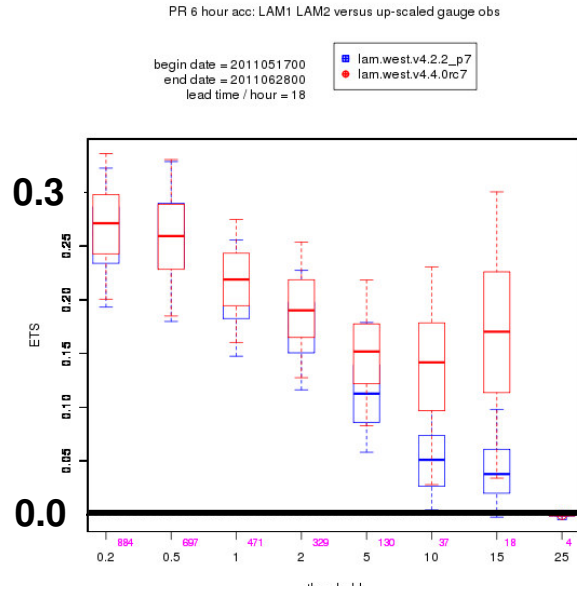 PR 6 hour acc: LAM1 LAM2 versus up-scaled gauge obs
begin date = 2011051700
end date = 2011062800
lead time / hour = 18
lam.west.v4.2.2_p7
lam.west.v4.4.0rc7
0.3
0.25
0.20
0.15
0.10
0.05
0.0
ETS
884 697 471 329 130 37 18 4
0.2 0.5 1 2 5 10 15 25